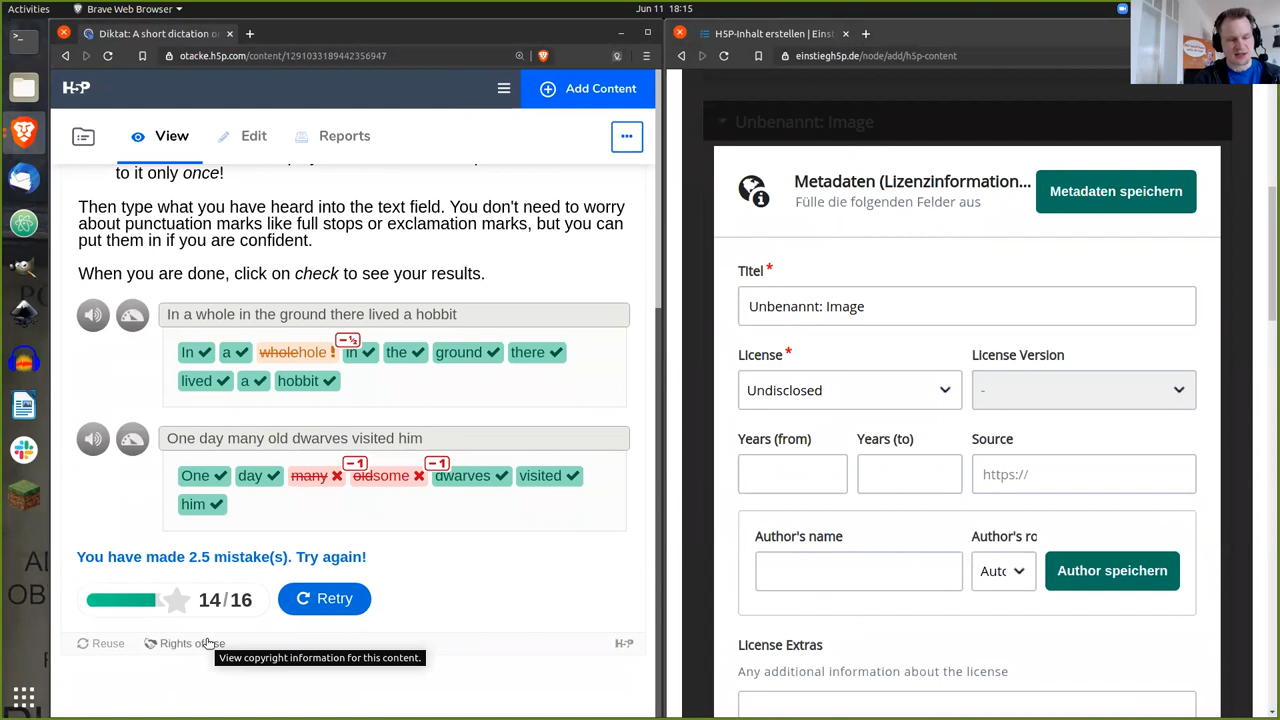 Activities
Brave Web Browser
Jun 11 18:15
Diktat: A short dictation o
otacke.h5p.com/content/1291033189442356947
H5P
Add Content
View
Edit
Reports
to it only once!
Then type what you have heard into the text field. You don't need to worry
about punctuation marks like full stops or exclamation marks, but you can
put them in if you are confident.
When you are done, click on check to see your results.
In a whole in the ground there lived a hobbit
In a wholehole! -½ in the ground there
lived a hobbit
One day many old dwarves visited him
One day many -1 oldsome -1 dwarves visited
him
You have made 2.5 mistake(s). Try again!
14/16
Retry
Reuse
Rights of use
View copyright information for this content.
H5P
H5P-Inhalt erstellen | Einst
einstiegh5p.de/node/add/h5p-content
Unbenannt: Image
Metadaten (Lizenzinformation...
Fülle die folgenden Felder aus
Metadaten speichern
Titel*
Unbenannt: Image
License*
License Version
Undisclosed
-
Years (from)
Years (to)
Source
https://
Author's name
Author's ro
Autc
Author speichern
License Extras
Any additional information about the license